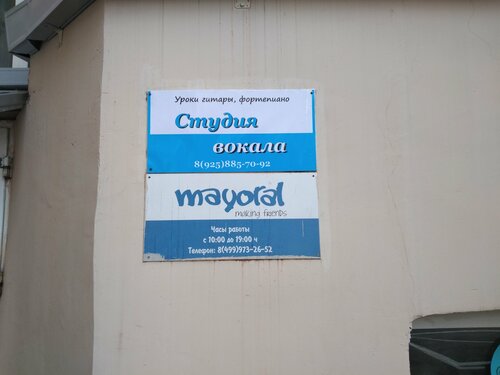 Уроки гитары, фортепиано
Студия
вокала
8(925)885-70-92
mayoral
making friends
Часы работы
с 10:00 до 19:00 ч
Телефон: 8(499)973-26-52